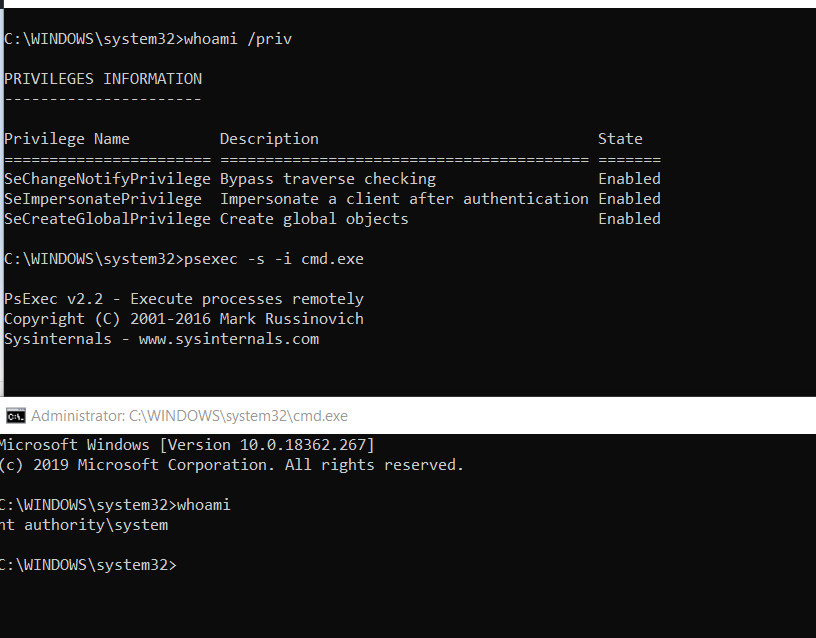 C:\WINDOWS\system32>whoami /priv
PRIVILEGES INFORMATION
----------------------
Privilege Name Description State
======================= ========================================= =======
SeChangeNotifyPrivilege Bypass traverse checking Enabled
SeImpersonatePrivilege Impersonate a client after authentication Enabled
SeCreateGlobalPrivilege Create global objects Enabled
C:\WINDOWS\system32>psexec -s -i cmd.exe
PsExec v2.2 - Execute processes remotely
Copyright (C) 2001-2016 Mark Russinovich
Sysinternals - www.sysinternals.com
Administrator: C:\WINDOWS\system32\cmd.exe
Microsoft Windows [Version 10.0.18362.267]
(c) 2019 Microsoft Corporation. All rights reserved.
C:\WINDOWS\system32>whoami
nt authority\system
C:\WINDOWS\system32>